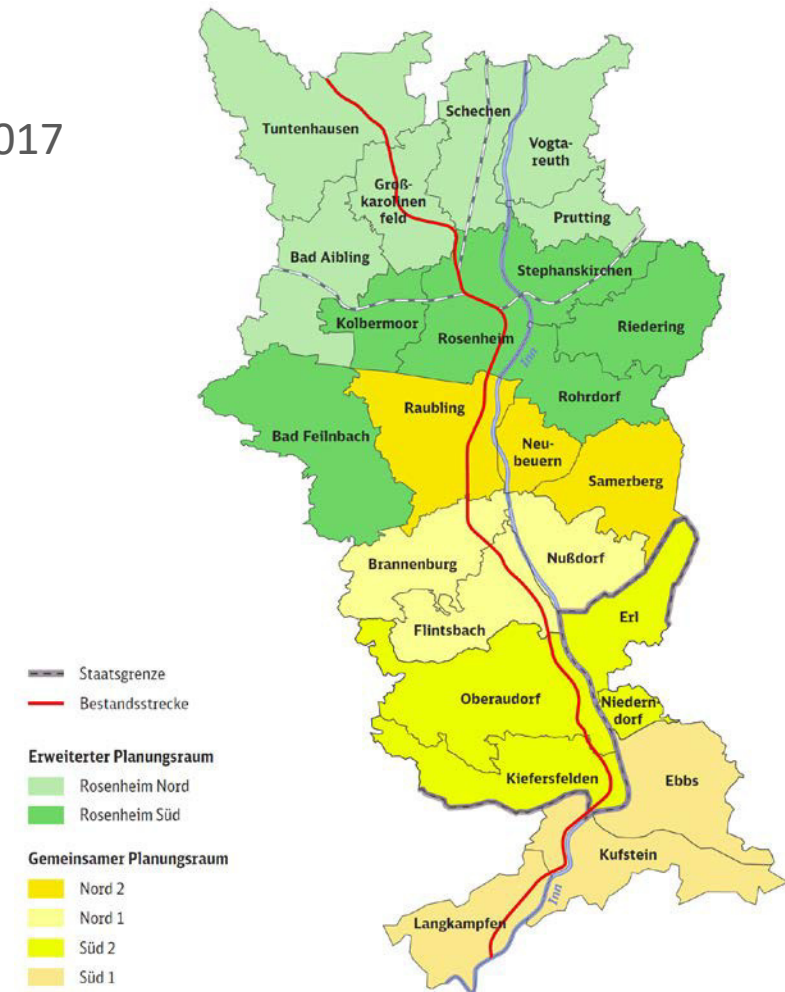 017
Tuntenhausen
Schechen
Vogta-
reuth
Groß-
karolinen
feld
Prutting
Bad Aibling
Stephanskirchen
Kolbermoor
Rosenheim
Riedering
Inn
Rohrdorf
Raubling
Bad Feilnbach
Neu-
beuern
Samerberg
Brannenburg
Nußdorf
Erl
Flintsbach
Oberaudorf
Niedern-
dorf
Kiefersfelden
Ebbs
Kufstein
Inn
Langkampfen
Staatsgrenze
Bestandsstrecke
Erweiterter Planungsraum
Rosenheim Nord
Rosenheim Süd
Gemeinsamer Planungsraum
Nord 2
Nord 1
Süd 2
Süd 1